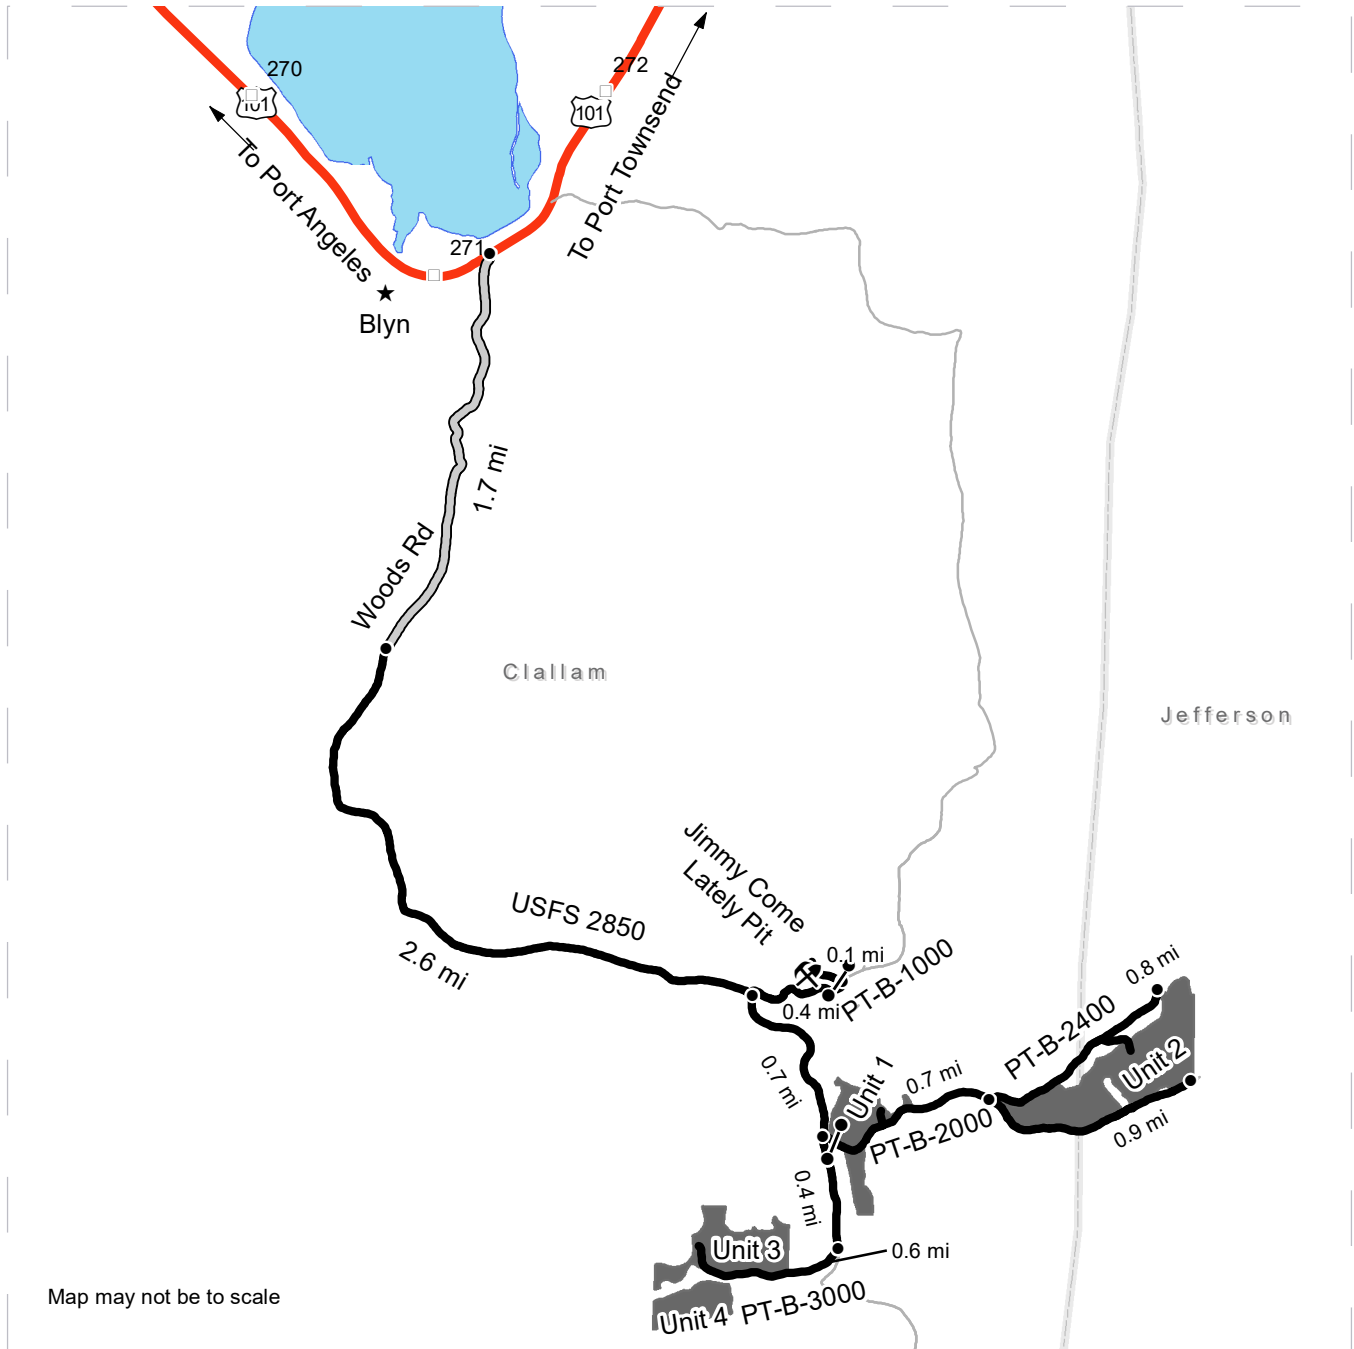 270
272
101
101
To Port Angeles
To Port Townsend
271
Blyn
1.7 mi
Woods Rd
Clallam
Jefferson
Jimmy Come
Lately Pit
USFS 2850
2.6 mi
0.1 mi
PT-B-1000
0.4 mi
0.8 mi
PT-B-2400
Unit 2
0.7 mi
Unit 1
0.7 mi
PT-B-2000
0.9 mi
0.4 mi
Unit 3
0.6 mi
Unit 4
PT-B-3000
Map may not be to scale